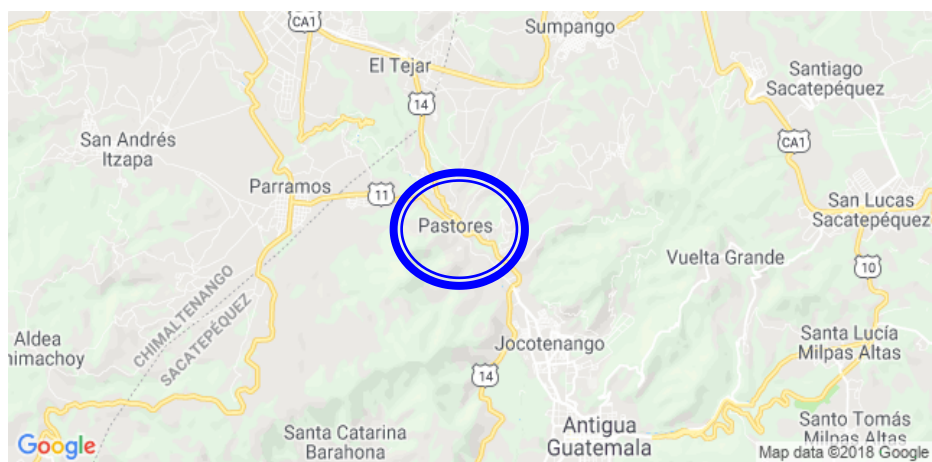 CA1
Sumpango
El Tejar
14
Santiago
Sacatepéquez
San Andrés
Itzapa
CA1
Parramos
11
Pastores
San Lucas
Sacatepéquez
Vuelta Grande
10
CHIMALTENANGO
SACATEPÉQUEZ
Aldea
himachoy
Jocotenango
Santa Lucía
Milpas Altas
14
Santa Catarina
Barahona
Antigua
Guatemala
Santo Tomás
Milpas Altas
Google
Map data ©2018 Google